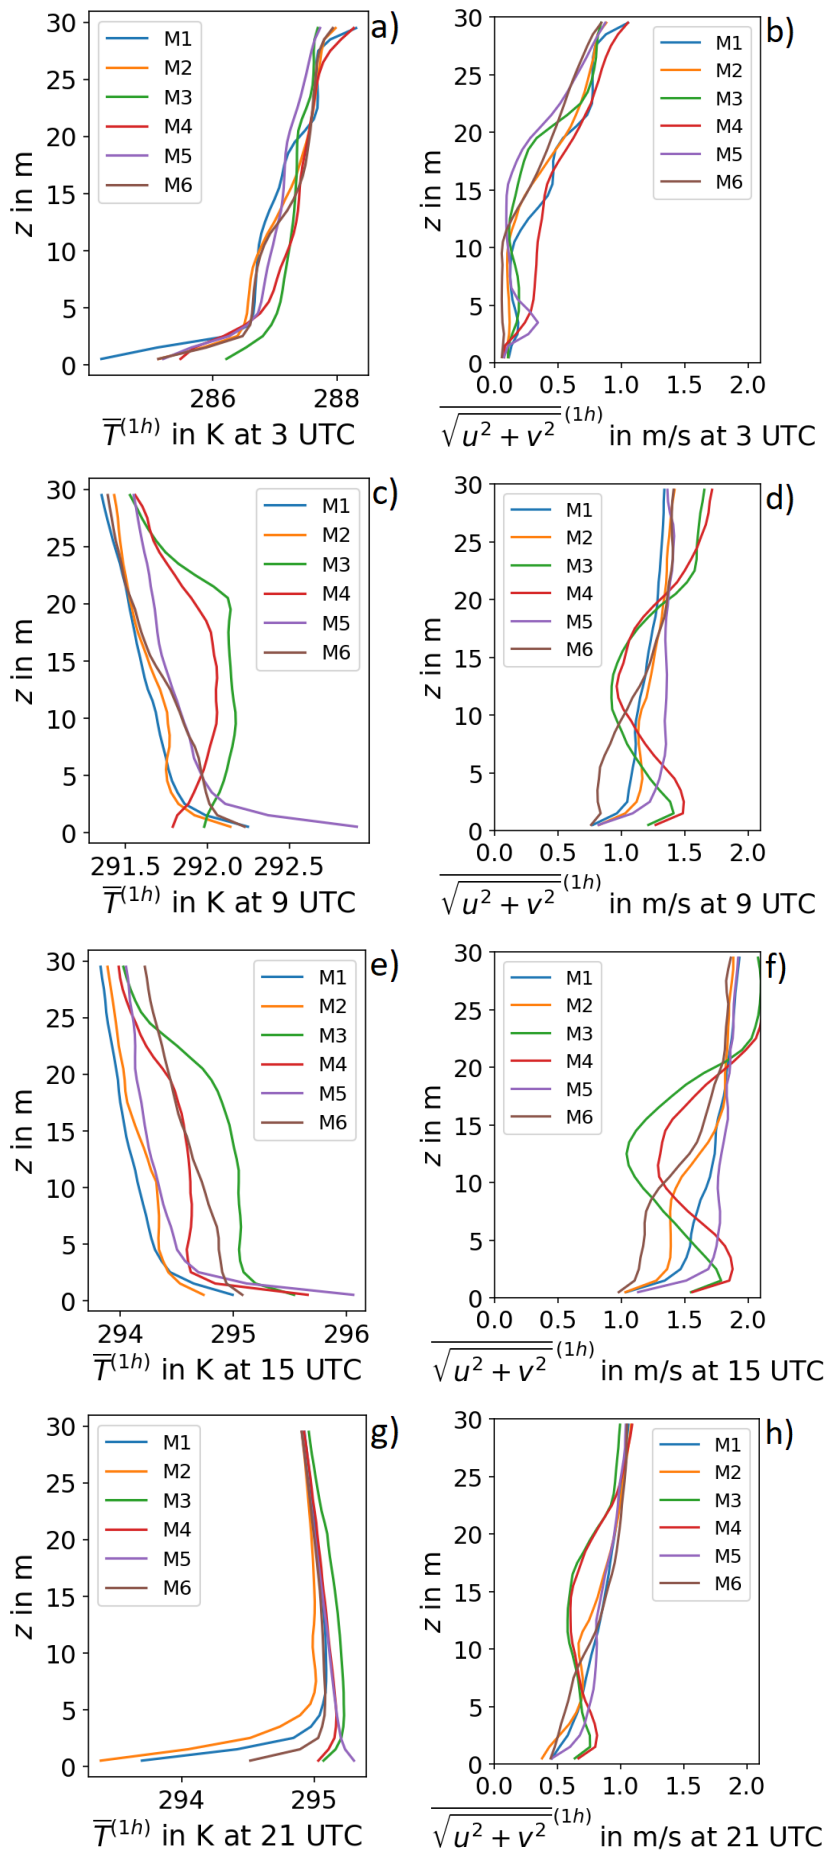 a)
30
25
20
15
10
5
0
z in m
M1
M2
M3
M4
M5
M6
286 288
T̿^(1h) in K at 3 UTC
b)
30
25
20
15
10
5
0
z in m
M1
M2
M3
M4
M5
M6
0.0 0.5 1.0 1.5 2.0
√(u² + v²)^(1h) in m/s at 3 UTC
c)
30
25
20
15
10
5
0
z in m
M1
M2
M3
M4
M5
M6
291.5 292.0 292.5
T̿^(1h) in K at 9 UTC
d)
30
25
20
15
10
5
0
z in m
M1
M2
M3
M4
M5
M6
0.0 0.5 1.0 1.5 2.0
√(u² + v²)^(1h) in m/s at 9 UTC
e)
30
25
20
15
10
5
0
z in m
M1
M2
M3
M4
M5
M6
294 295 296
T̿^(1h) in K at 15 UTC
f)
30
25
20
15
10
5
0
z in m
M1
M2
M3
M4
M5
M6
0.0 0.5 1.0 1.5 2.0
√(u² + v²)^(1h) in m/s at 15 UTC
g)
30
25
20
15
10
5
0
z in m
M1
M2
M3
M4
M5
M6
294 295
T̿^(1h) in K at 21 UTC
h)
30
25
20
15
10
5
0
z in m
M1
M2
M3
M4
M5
M6
0.0 0.5 1.0 1.5 2.0
√(u² + v²)^(1h) in m/s at 21 UTC